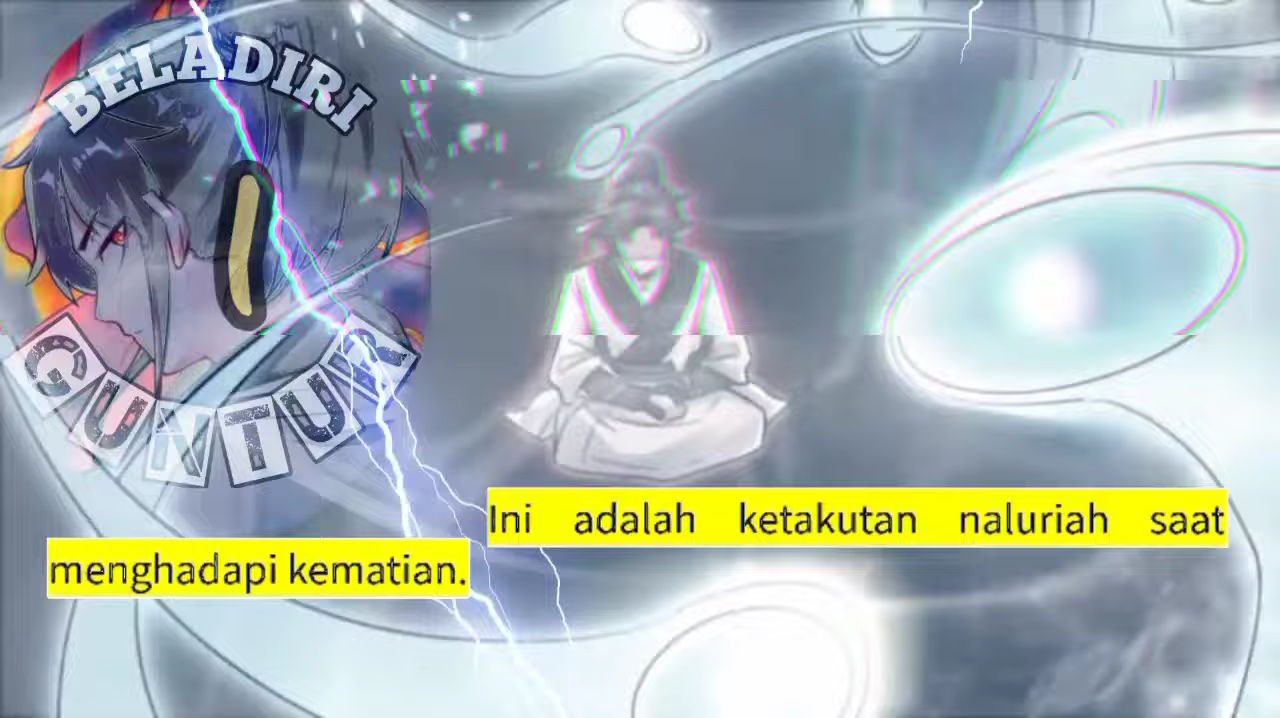 BELADIRI
GUNTUR
Ini adalah ketakutan naluriah saat
menghadapi kematian.